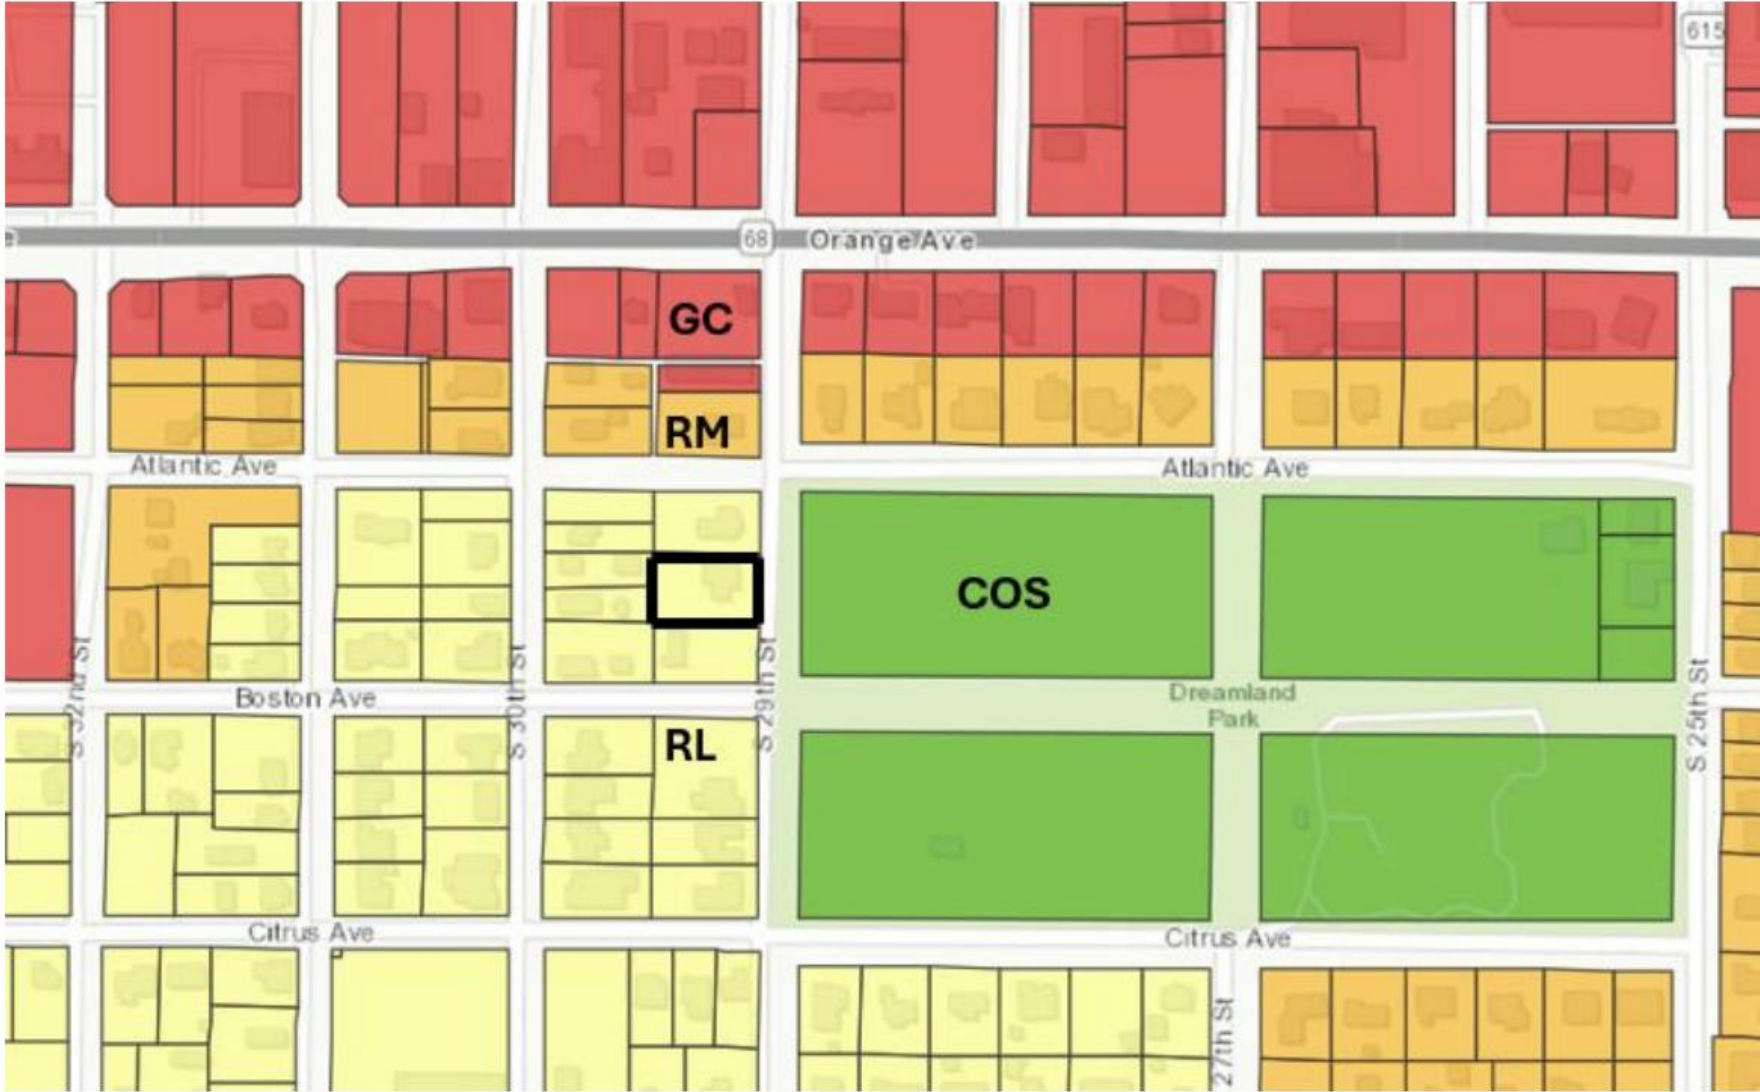 615
e
68
Orange Ave
GC
RM
Atlantic Ave
Atlantic Ave
COS
S 32nd St
S 30th St
S 29th St
S 25th St
Boston Ave
Dreamland
Park
RL
Citrus Ave
Citrus Ave
27th St